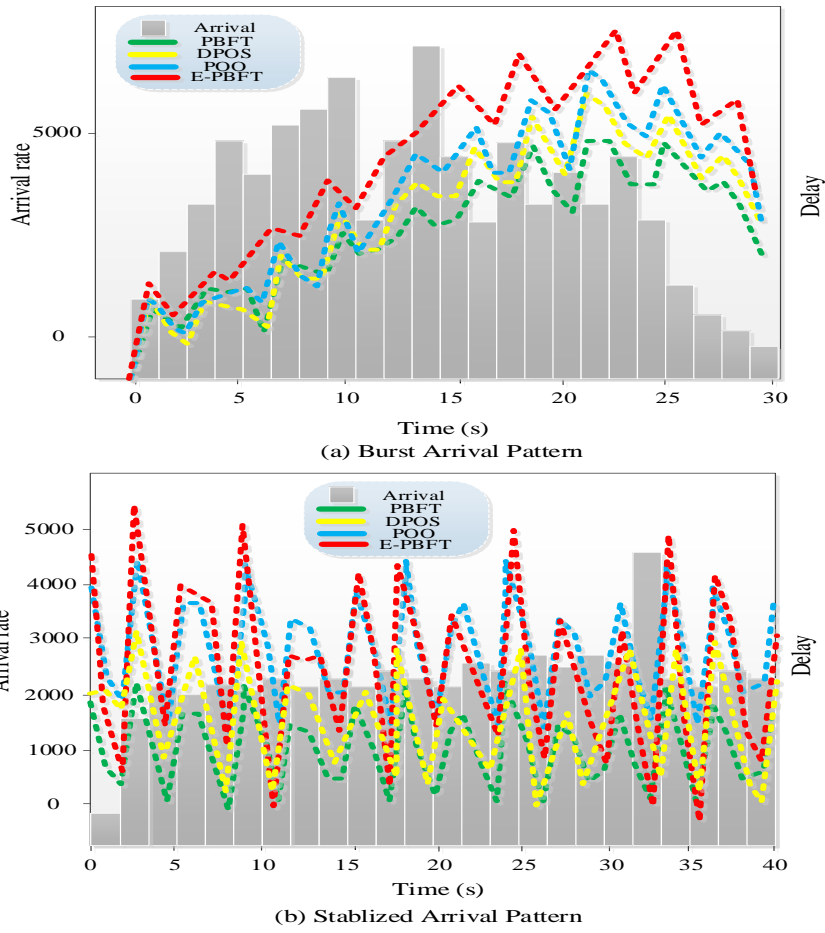 Arrival
PBFT
DPOS
POO
E-PBFT
5000
0
Arrival rate
Delay
0 5 10 15 20 25 30
Time (s)
(a) Burst Arrival Pattern
Arrival
PBFT
DPOS
POO
E-PBFT
5000
4000
3000
2000
1000
0
Arrival rate
Delay
0 5 10 15 20 25 30 35 40
Time (s)
(b) Stablized Arrival Pattern